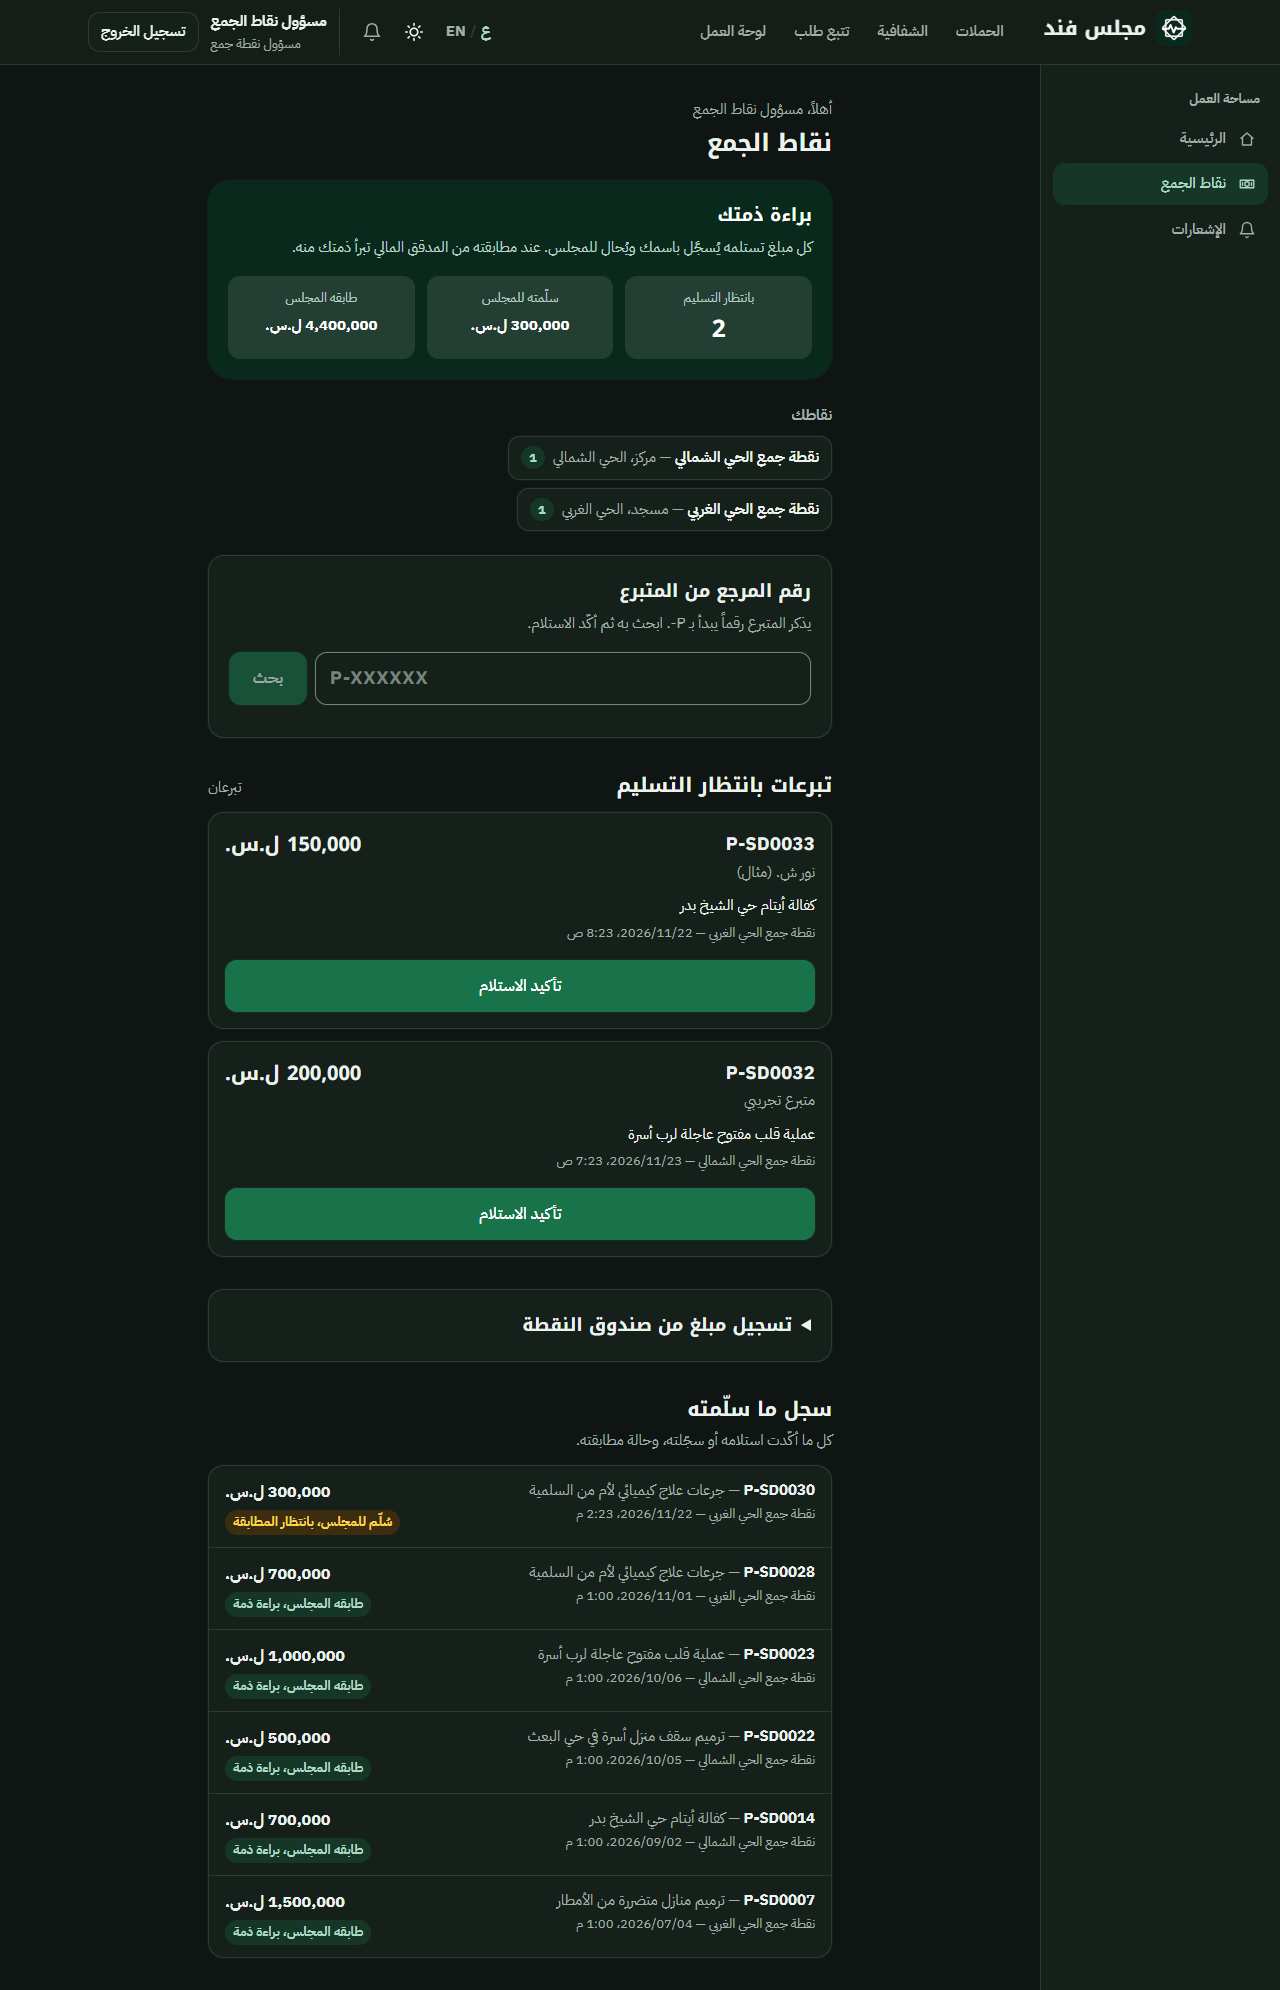 مجلس فند
الحملات
الشفافية
تتبع طلب
لوحة العمل
ع / EN
مسؤول نقاط الجمع
مسؤول نقطة جمع
تسجيل الخروج
مساحة العمل
الرئيسية
نقاط الجمع
الإشعارات
أهلاً، مسؤول نقاط الجمع
نقاط الجمع
براءة ذمتك
كل مبلغ تستلمه يُسجَّل باسمك ويُحال للمجلس. عند مطابقته من المدقق المالي تبرأ ذمتك منه.
بانتظار التسليم
2
سلّمته للمجلس
300,000 ل.س.
طابقه المجلس
4,400,000 ل.س.
نقاطك
نقطة جمع الحي الشمالي — مركز، الحي الشمالي 1
نقطة جمع الحي الغربي — مسجد، الحي الغربي 1
رقم المرجع من المتبرع
يذكر المتبرع رقماً يبدأ بـ P-. ابحث به ثم أكّد الاستلام.
P-XXXXXX
بحث
تبرعات بانتظار التسليم
تبرعان
P-SD0033
150,000 ل.س.
نور ش. (مثال)
كفالة أيتام حي الشيخ بدر
نقطة جمع الحي الغربي — 2026/11/22، 8:23 ص
تأكيد الاستلام
P-SD0032
200,000 ل.س.
متبرع تجريبي
عملية قلب مفتوح عاجلة لرب أسرة
نقطة جمع الحي الشمالي — 2026/11/23، 7:23 ص
تأكيد الاستلام
تسجيل مبلغ من صندوق النقطة
سجل ما سلّمته
كل ما أكّدت استلامه أو سجّلته، وحالة مطابقته.
P-SD0030 — جرعات علاج كيميائي لأم من السلمية
300,000 ل.س.
نقطة جمع الحي الغربي — 2026/11/22، 2:23 م
سُلّم للمجلس، بانتظار المطابقة
P-SD0028 — جرعات علاج كيميائي لأم من السلمية
700,000 ل.س.
نقطة جمع الحي الغربي — 2026/11/01، 1:00 م
طابقه المجلس، براءة ذمة
P-SD0023 — عملية قلب مفتوح عاجلة لرب أسرة
1,000,000 ل.س.
نقطة جمع الحي الشمالي — 2026/10/06، 1:00 م
طابقه المجلس، براءة ذمة
P-SD0022 — ترميم سقف منزل أسرة في حي البعث
500,000 ل.س.
نقطة جمع الحي الشمالي — 2026/10/05، 1:00 م
طابقه المجلس، براءة ذمة
P-SD0014 — كفالة أيتام حي الشيخ بدر
700,000 ل.س.
نقطة جمع الحي الشمالي — 2026/09/02، 1:00 م
طابقه المجلس، براءة ذمة
P-SD0007 — ترميم منازل متضررة من الأمطار
1,500,000 ل.س.
نقطة جمع الحي الغربي — 2026/07/04، 1:00 م
طابقه المجلس، براءة ذمة